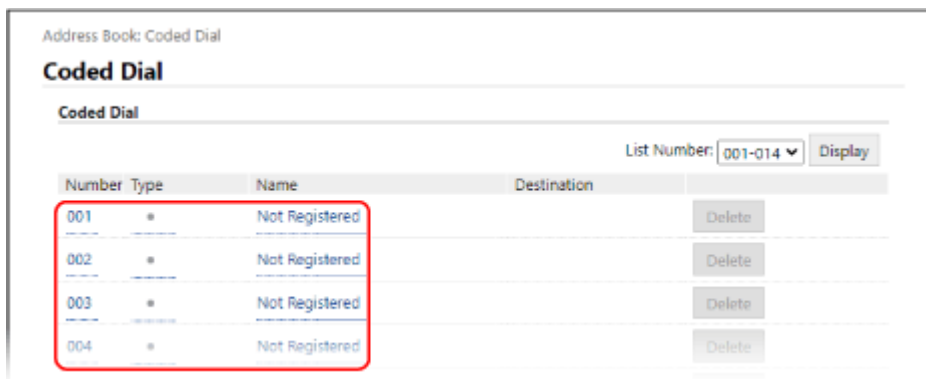 Address Book: Coded Dial
Coded Dial
Coded Dial
List Number: 001-014 Display
Number Type Name Destination
001 Not Registered Delete
002 Not Registered Delete
003 Not Registered Delete
004 Not Registered Delete